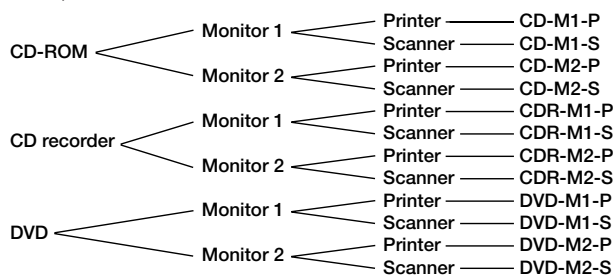 Printer CD-M1-P
Monitor 1
Scanner CD-M1-S
CD-ROM
Printer CD-M2-P
Monitor 2
Scanner CD-M2-S
Printer CDR-M1-P
Monitor 1
Scanner CDR-M1-S
CD recorder
Printer CDR-M2-P
Monitor 2
Scanner CDR-M2-S
Printer DVD-M1-P
Monitor 1
Scanner DVD-M1-S
DVD
Printer DVD-M2-P
Monitor 2
Scanner DVD-M2-S